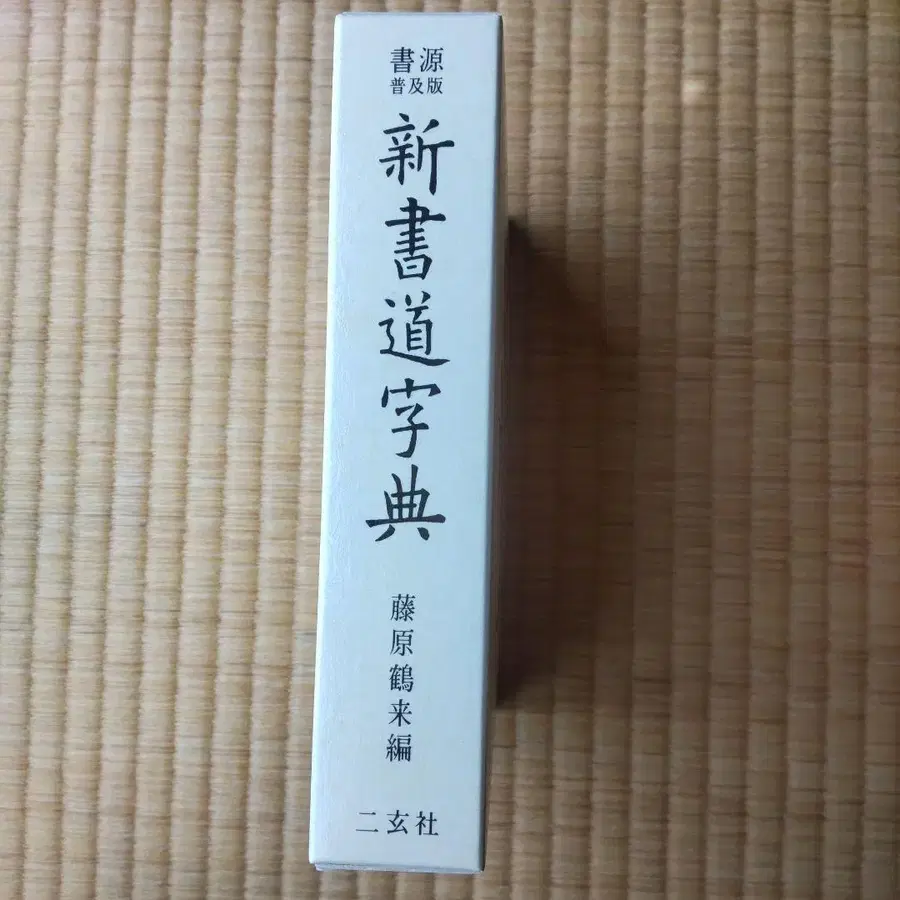 書源
普及版
新書道字典
藤原鶴来編
二玄社